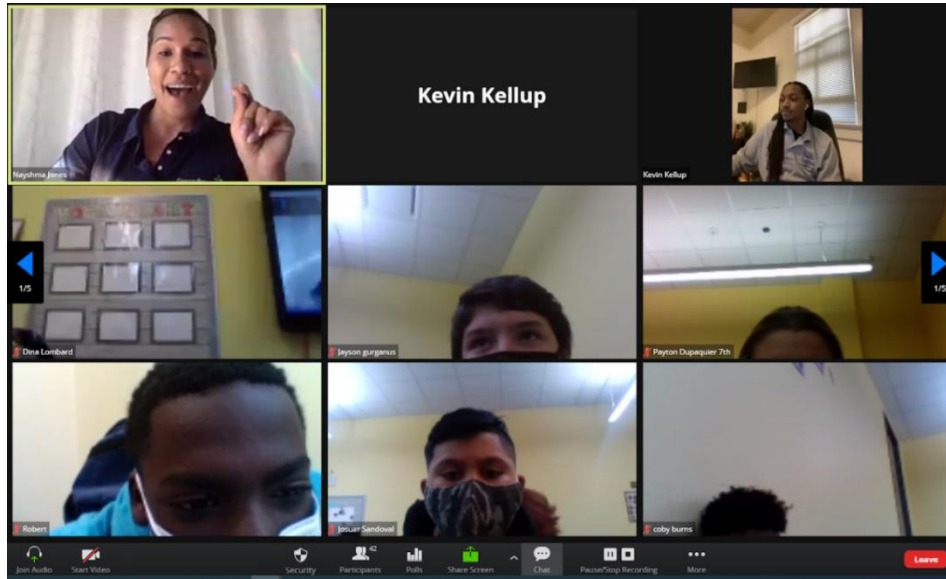 Nayshma Jones
Kevin Kellup
Kevin Kellup
1/5
1/5
Dina Lombard
Jayson gurganus
Payton Dupaquier 7th
Robert
Josuar Sandoval
coby burns
Join Audio
Start Video
Security
Participants
42
Polls
Share Screen
Chat
Pause/Stop Recording
More
Leave